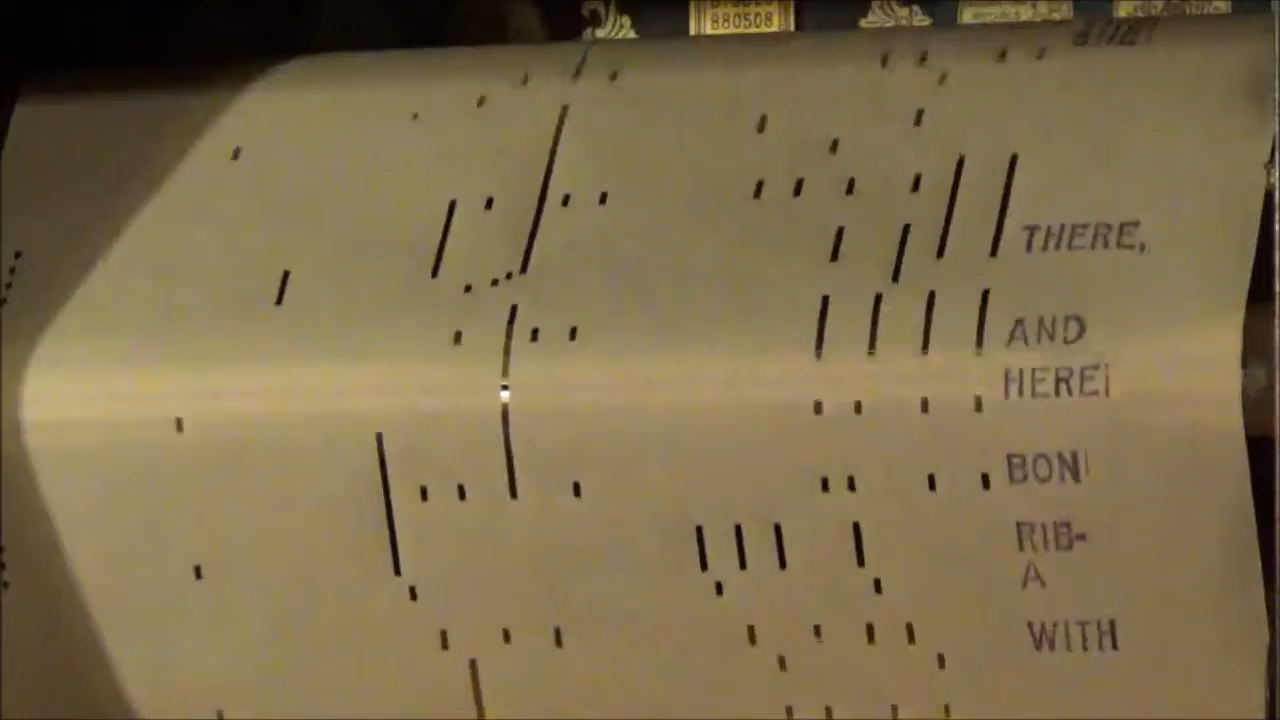 880508
THERE,
AND
HERE!
BON
RIB-
A
WITH